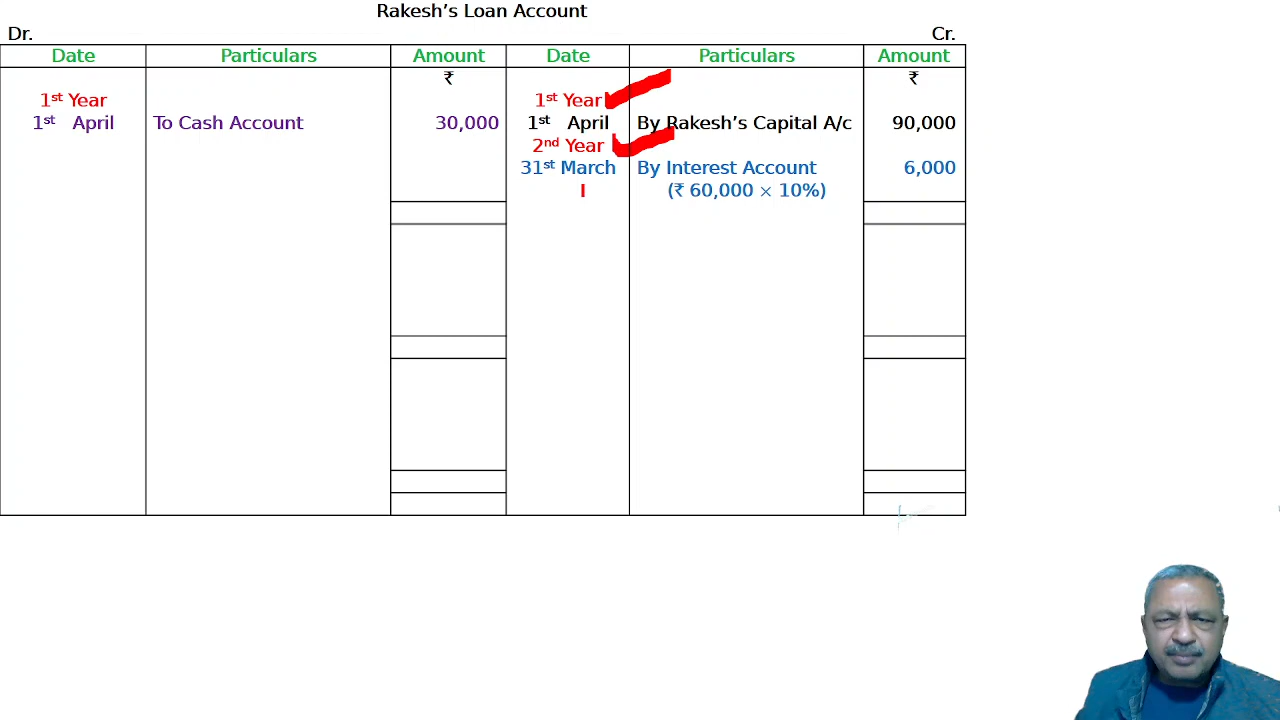 Rakesh’s Loan Account
Dr. Cr.
Date Particulars Amount Date Particulars Amount
₹ ₹
1st Year 1st Year
1st April To Cash Account 30,000 1st April By Rakesh’s Capital A/c 90,000
2nd Year
31st March By Interest Account 6,000
(₹ 60,000 × 10%)